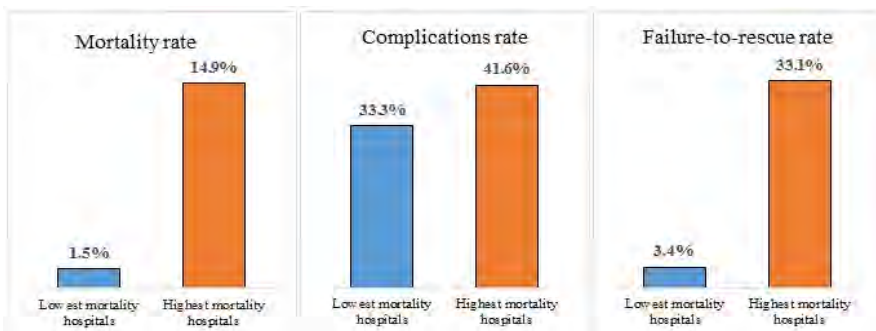 Mortality rate
14.9%
1.5%
Lowest mortality
hospitals
Highest mortality
hospitals
Complications rate
41.6%
33.3%
Lowest mortality
hospitals
Highest mortality
hospitals
Failure-to-rescue rate
33.1%
3.4%
Lowest mortality
hospitals
Highest mortality
hospitals